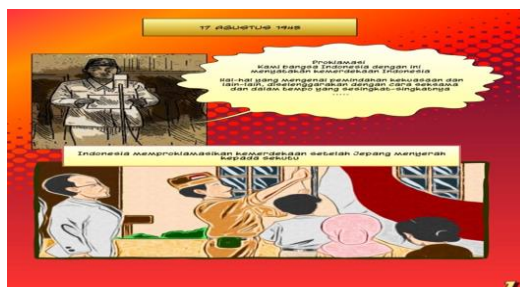 17 AGUSTUS 1945
Proklamasi
Kami bangsa Indonesia dengan ini
menyatakan kemerdekaan Indonesia
Hal-hal yang mengenai pemindahan kekuasaan dan
lain-lain, diselenggarakan dengan cara seksama
dan dalam tempo yang sesingkat-singkatnya
.....
Indonesia memproklamasikan kemerdekaan setelah Jepang menyerah
kepada sekutu